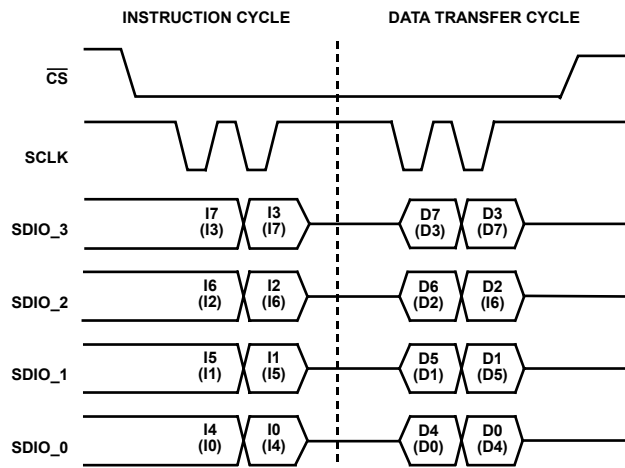 INSTRUCTION CYCLE DATA TRANSFER CYCLE
CS
SCLK
SDIO_3
I7 I3 D7 D3
(I3) (I7) (D3) (D7)
SDIO_2
I6 I2 D6 D2
(I2) (I6) (D2) (I6)
SDIO_1
I5 I1 D5 D1
(I1) (I5) (D1) (D5)
SDIO_0
I4 I0 D4 D0
(I0) (I4) (D0) (D4)